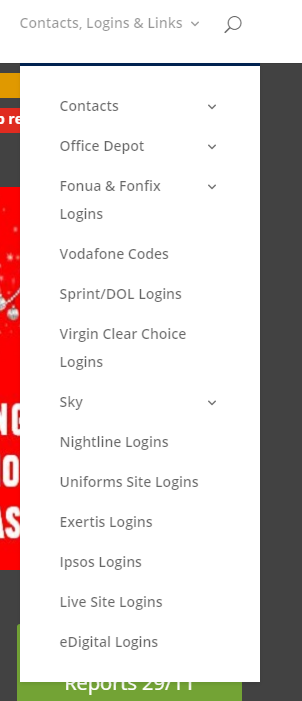 Contacts, Logins & Links
Contacts
Office Depot
Fonua & Fonfix
Logins
Vodafone Codes
Sprint/DOL Logins
Virgin Clear Choice
Logins
Sky
Nightline Logins
Uniforms Site Logins
Exertis Logins
Ipsos Logins
Live Site Logins
eDigital Logins
Reports 29/11